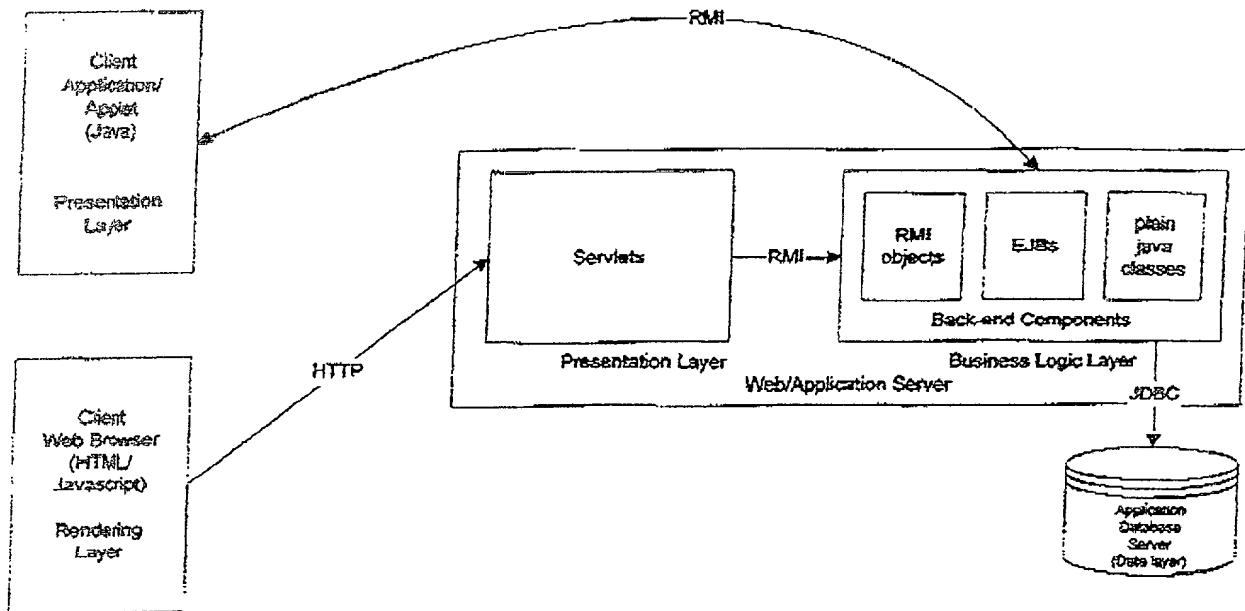 RMI
Client
Application/
Applet
(Java)
Presentation
Layer
Servlets
RMI
RMI
objects
EJBs
plain
java
classes
Back-end Components
Presentation Layer
Business Logic Layer
Web/Application Server
HTTP
JDBC
Client
Web Browser
(HTML/
Javascript)
Rendering
Layer
Application
Database
Server
(Data layer)